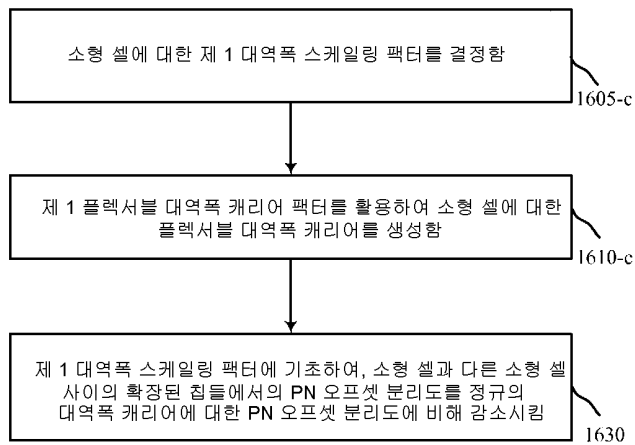 소형 셀에 대한 제 1 대역폭 스케일링 팩터를 결정함
1605-c
제 1 플렉서블 대역폭 캐리어 팩터를 활용하여 소형 셀에 대한
플렉서블 대역폭 캐리어를 생성함
1610-c
제 1 대역폭 스케일링 팩터에 기초하여, 소형 셀과 다른 소형 셀
사이의 확장된 칩들에서의 PN 오프셋 분리도를 정규의
대역폭 캐리어에 대한 PN 오프셋 분리도에 비해 감소시킴
1630